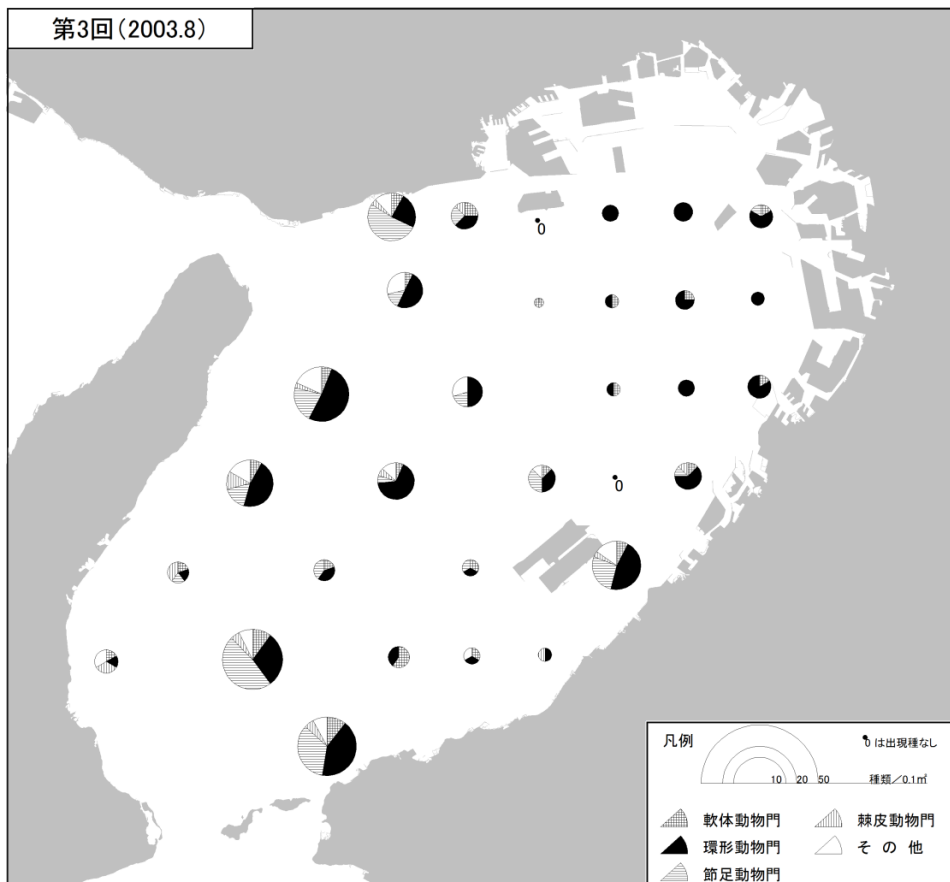 第3回(2003.8)
0
0
凡例
0 は出現種なし
10 20 50 種類/0.1㎡
軟体動物門 棘皮動物門
環形動物門 その他
節足動物門